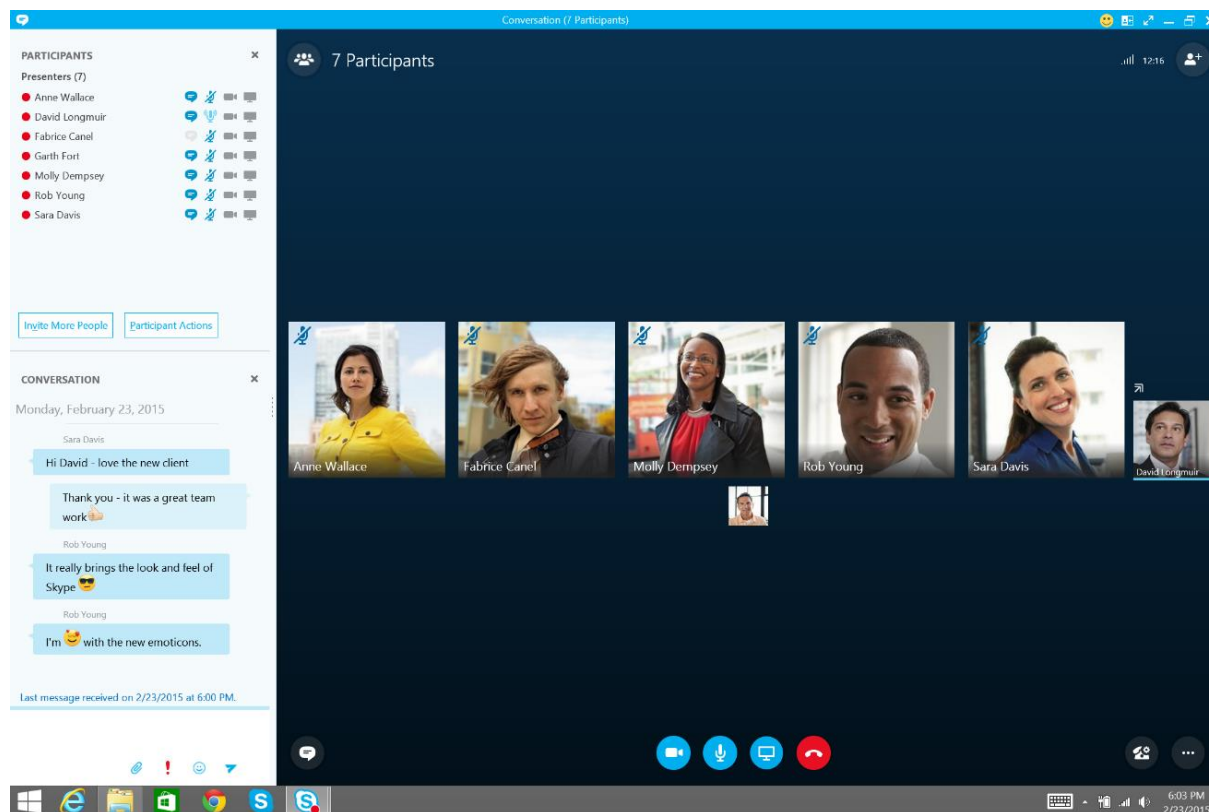 Conversation (7 Participants)
PARTICIPANTS
Presenters (7)
Anne Wallace
David Longmuir
Fabrice Canel
Garth Fort
Molly Dempsey
Rob Young
Sara Davis
Invite More People
Participant Actions
CONVERSATION
Monday, February 23, 2015
Sara Davis
Hi David - love the new client
Thank you - it was a great team
work
Rob Young
It really brings the look and feel of
Skype
Rob Young
I'm with the new emoticons.
Last message received on 2/23/2015 at 6:00 PM.
7 Participants
12:16
Anne Wallace
Fabrice Canel
Molly Dempsey
Rob Young
Sara Davis
David Longmuir
6:03 PM
2/23/2015